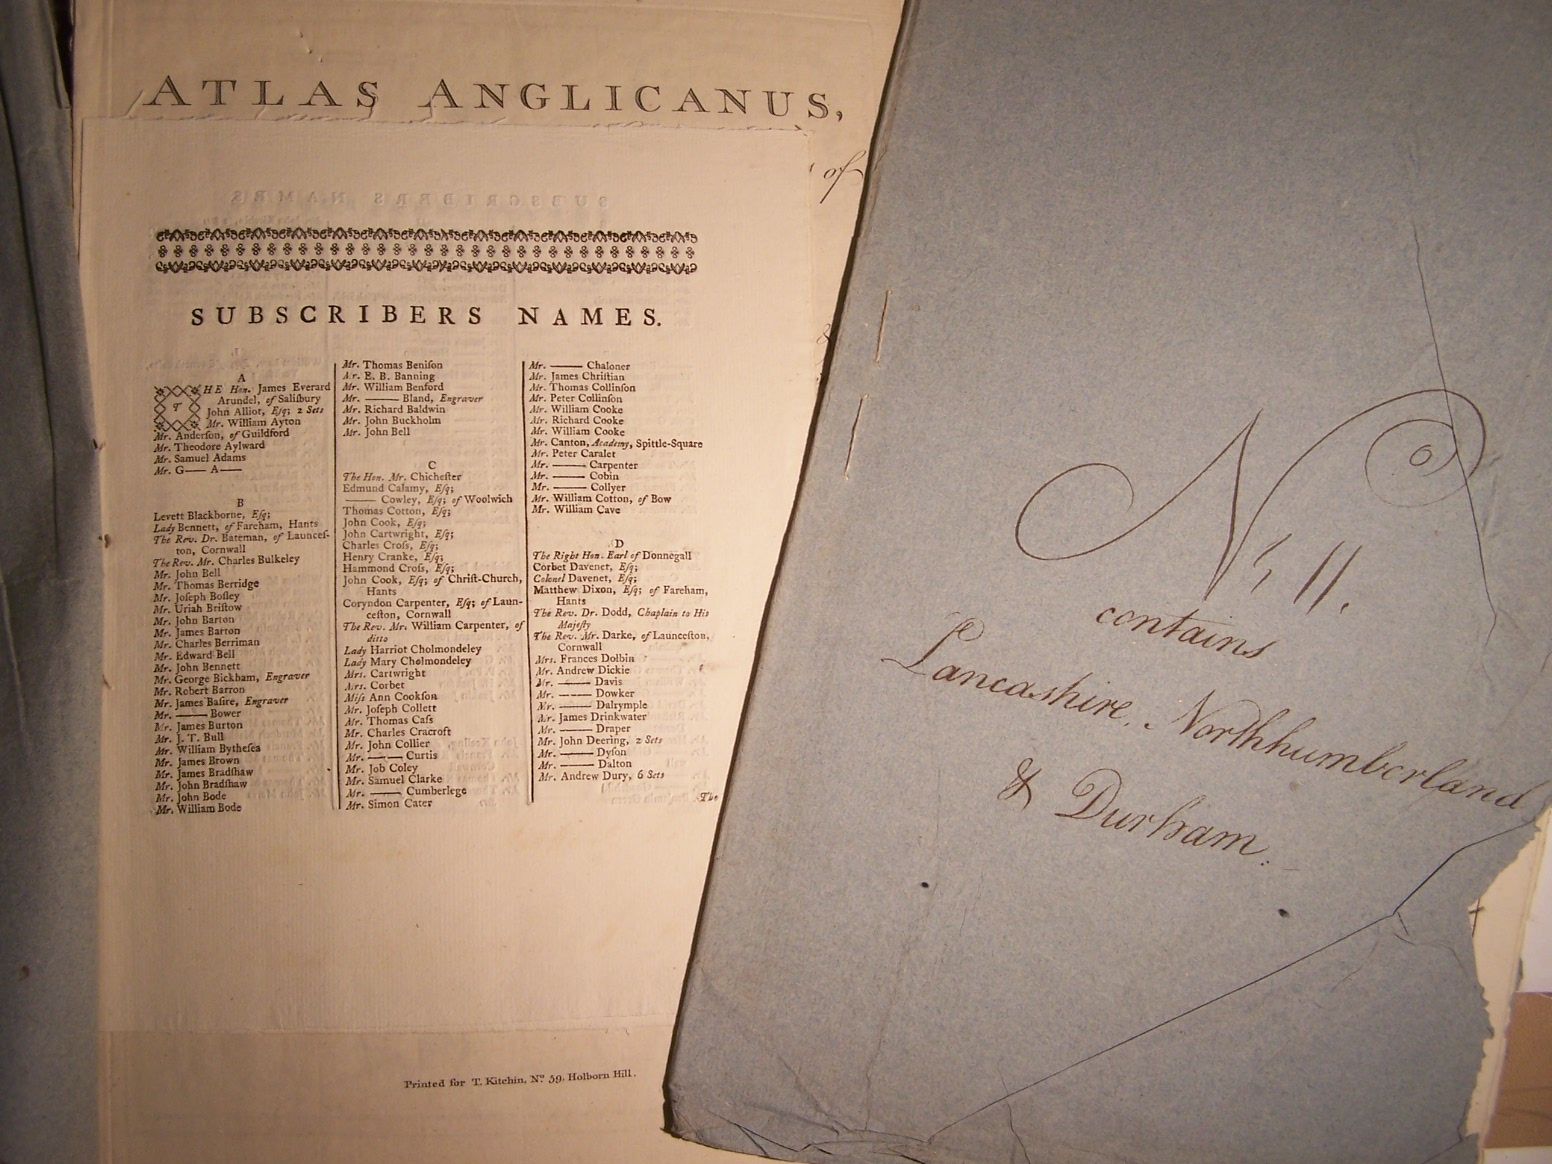 ATLAS ANGLICANUS,
of
SUBSCRIBERS NAMES.
A
THE Hon. James Everard
Arundel, of Salisbury
John Alliot, Esq; 2 Sets
Mr. William Ayton
Mr. Anderson, of Guildford
Mr. Theodore Aylward
Mr. Samuel Adams
Mr. G—— A——
B
Levett Blackborne, Esq;
Lady Bennett, of Fareham, Hants
The Rev. Dr. Bateman, of Launces-
ton, Cornwall
The Rev. Mr. Charles Bulkeley
Mr. John Bell
Mr. Thomas Berridge
Mr. Joseph Bosley
Mr. Uriah Bristow
Mr. John Barton
Mr. James Barton
Mr. Charles Berriman
Mr. Edward Bell
Mr. John Bennett
Mr. George Bickham, Engraver
Mr. Robert Barron
Mr. James Basire, Engraver
Mr. —— Bower
Mr. James Burton
Mr. J. T. Bull
Mr. William Bythesea
Mr. James Brown
Mr. James Bradshaw
Mr. John Bradshaw
Mr. John Bode
Mr. William Bode
Mr. Thomas Benison
Mr. E. B. Banning
Mr. William Benford
Mr. —— Bland, Engraver
Mr. Richard Baldwin
Mr. John Buckholm
Mr. John Bell
C
The Hon. Mr. Chichester
Edmund Calamy, Esq;
—— Cowley, Esq; of Woolwich
Thomas Cotton, Esq;
John Cook, Esq;
John Cartwright, Esq;
Charles Cross, Esq;
Henry Cranke, Esq;
Hammond Cross, Esq;
John Cook, Esq; of Christ-Church,
Hants
Coryndon Carpenter, Esq; of Laun-
ceston, Cornwall
The Rev. Mr. William Carpenter, of
ditto
Lady Harriot Cholmondeley
Lady Mary Cholmondeley
Mrs. Cartwright
Mrs. Corbet
Miss Ann Cookson
Mr. Joseph Collett
Mr. Thomas Cass
Mr. Charles Cracroft
Mr. John Collier
Mr. —— Curtis
Mr. Job Coley
Mr. Samuel Clarke
Mr. —— Cumberlege
Mr. Simon Cater
Mr. —— Chaloner
Mr. James Christian
Mr. Thomas Collinson
Mr. Peter Collinson
Mr. William Cooke
Mr. Richard Cooke
Mr. William Cooke
Mr. Canton, Academy, Spittle-Square
Mr. Peter Caralet
Mr. —— Carpenter
Mr. —— Cobin
Mr. —— Collyer
Mr. William Cotton, of Bow
Mr. William Cave
D
The Right Hon. Earl of Donnegall
Corbet Davenet, Esq;
Colonel Davenet, Esq;
Matthew Dixon, Esq; of Fareham,
Hants
The Rev. Dr. Dodd, Chaplain to His
Majesty
The Rev. Mr. Darke, of Launceston,
Cornwall
Mrs. Frances Dolbin
Mr. Andrew Dickie
Mr. —— Davis
Mr. —— Dowker
Mr. —— Dalrymple
Mr. James Drinkwater
Mr. —— Draper
Mr. John Deering, 2 Sets
Mr. —— Dyson
Mr. —— Dalton
Mr. Andrew Dury, 6 Sets
The
Printed for T. Kitchin, No. 59, Holborn Hill.
No. 11.
contains
Lancashire, Northhumberland
& Durham.